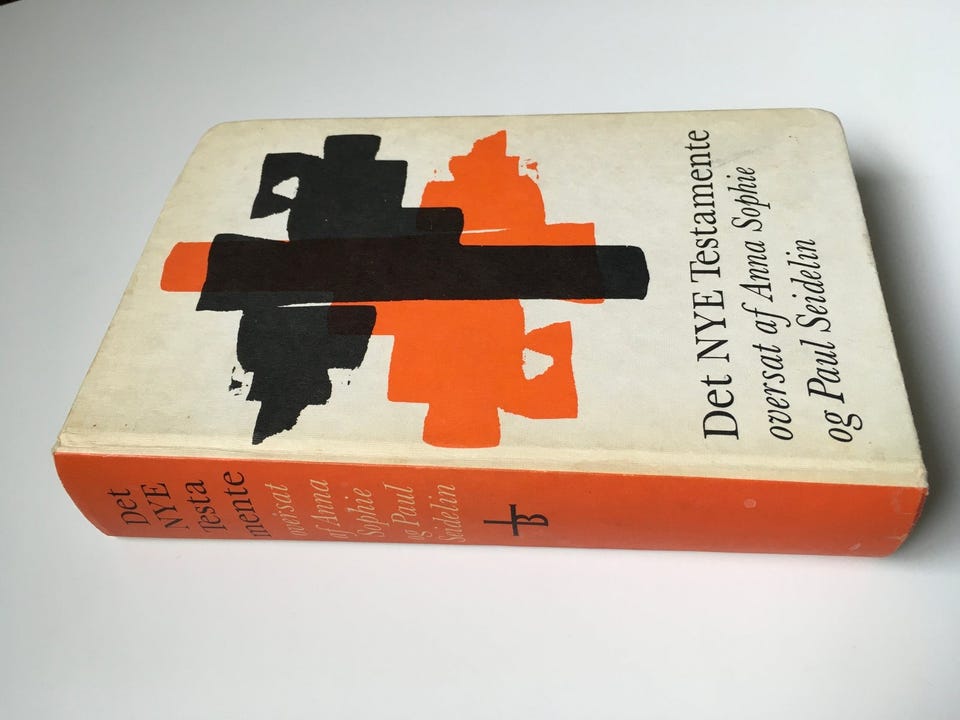 Det NYE Testamente
oversat af Anna Sophie
og Paul Seidelin
Det
NYE
Testa
mente
oversat
af Anna
Sophie
og Paul
Seidelin
B